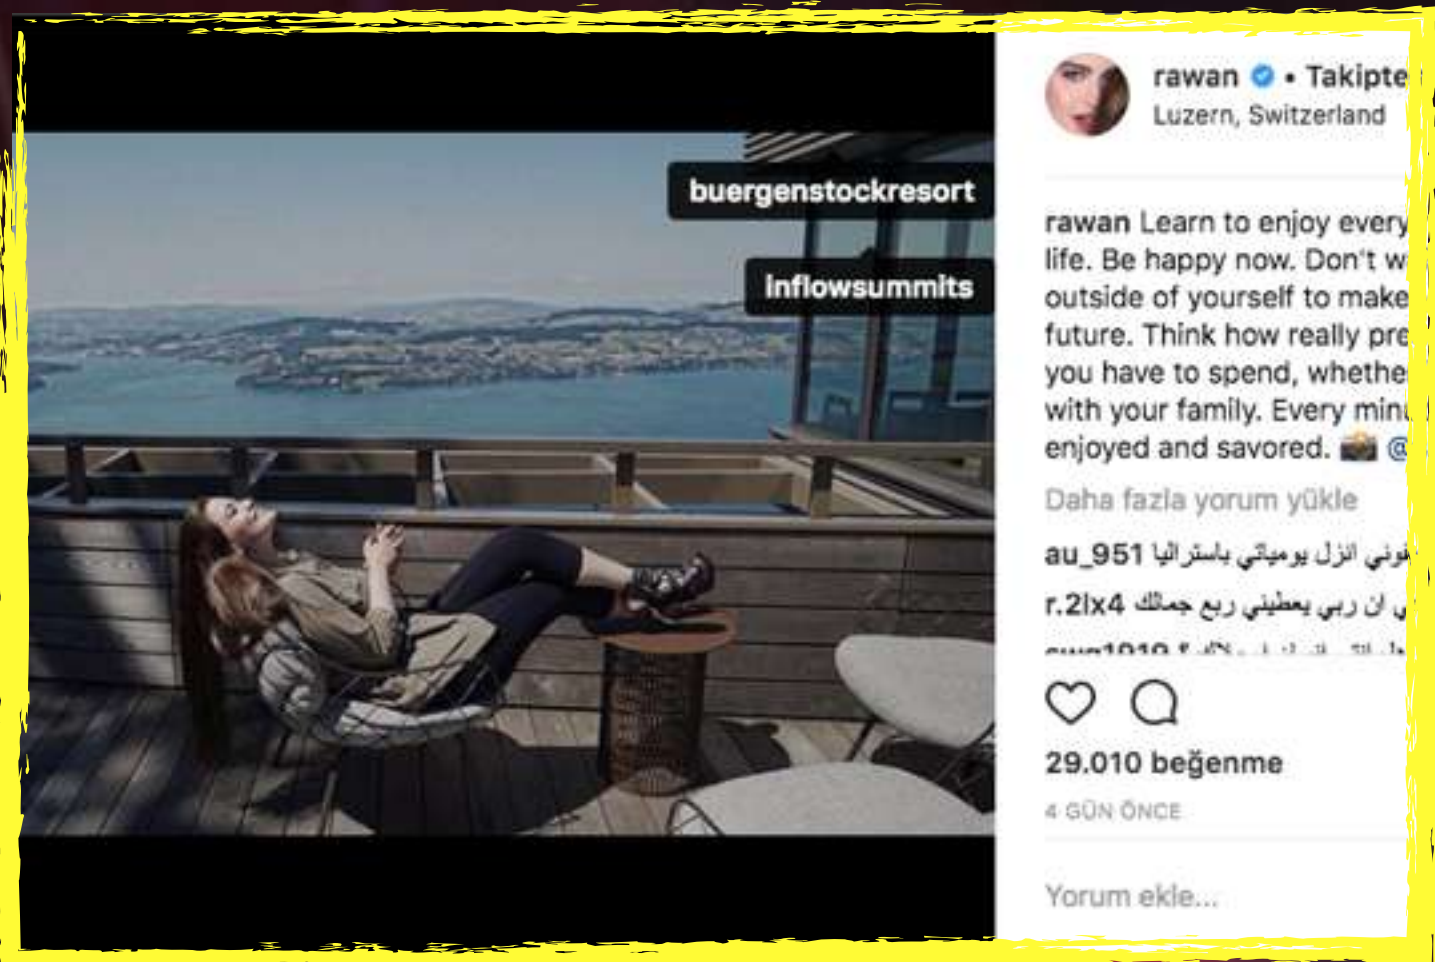 buergenstockresort
inflowsummits
rawan • Takipte
Luzern, Switzerland
rawan Learn to enjoy every
life. Be happy now. Don't w
outside of yourself to make
future. Think how really pre
you have to spend, whethe
with your family. Every min
enjoyed and savored. @
Daha fazla yorum yükle
au_951 انزل يومياتي باستراليا
r.2lx4 ان ربي يعطيني ربع جمالك
29.010 beğenme
4 GÜN ÖNCE
Yorum ekle...